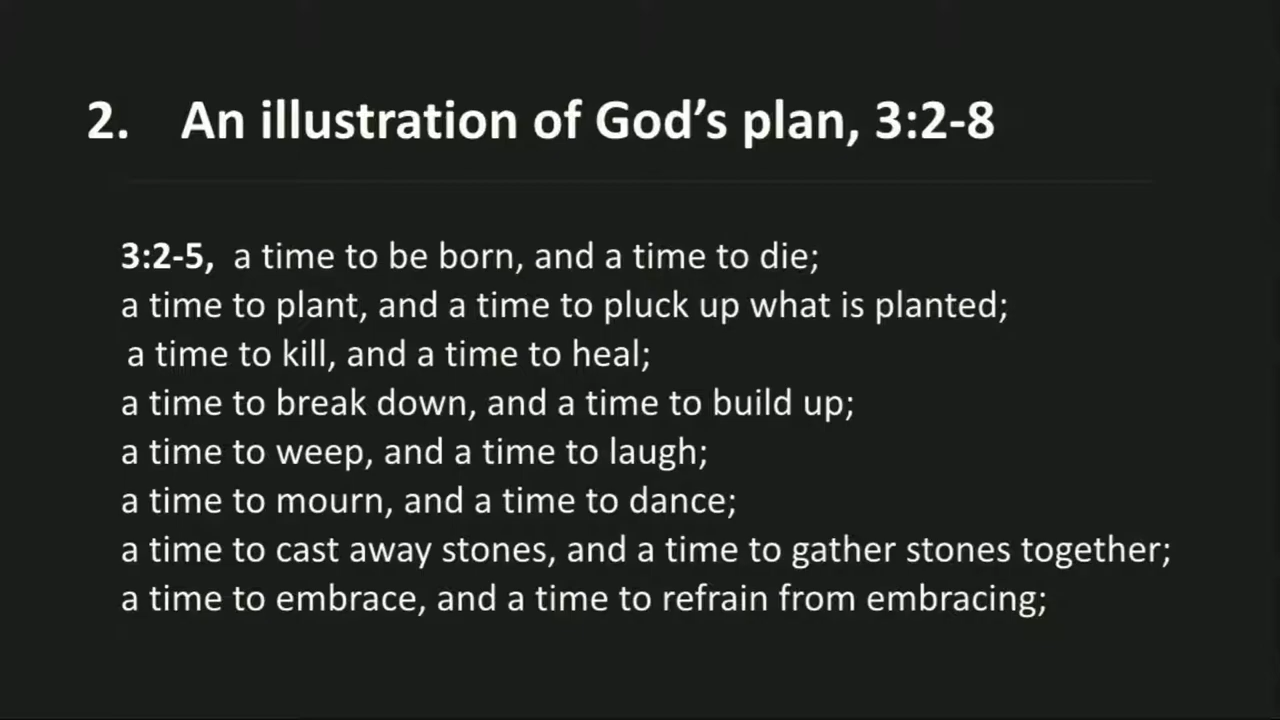 2. An illustration of God’s plan, 3:2-8
3:2-5, a time to be born, and a time to die;
a time to plant, and a time to pluck up what is planted;
a time to kill, and a time to heal;
a time to break down, and a time to build up;
a time to weep, and a time to laugh;
a time to mourn, and a time to dance;
a time to cast away stones, and a time to gather stones together;
a time to embrace, and a time to refrain from embracing;